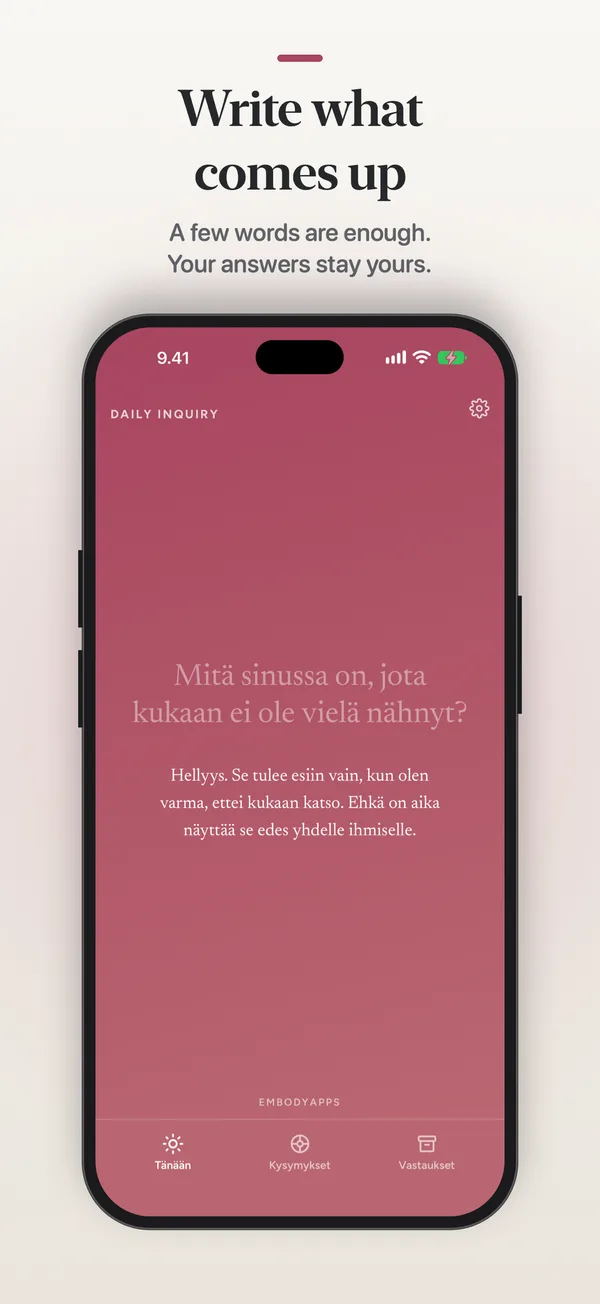 Write what
comes up
A few words are enough.
Your answers stay yours.
9.41
DAILY INQUIRY
Mitä sinussa on, jota
kukaan ei ole vielä nähnyt?
Hellyys. Se tulee esiin vain, kun olen
varma, ettei kukaan katso. Ehkä on aika
näyttää se edes yhdelle ihmiselle.
EMBODYAPPS
Tänään
Kysymykset
Vastaukset